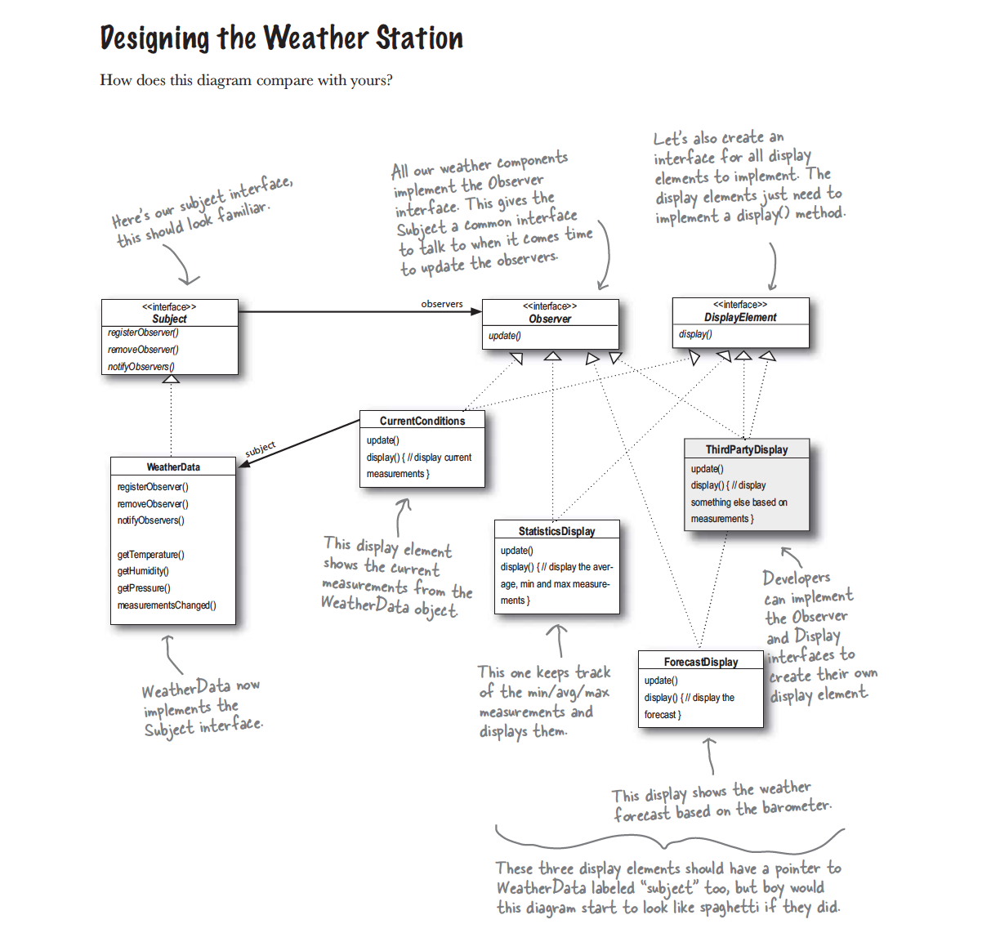 Designing the Weather Station
How does this diagram compare with yours?
Here's our subject interface,
this should look familiar.
All our weather components
implement the Observer
interface. This gives the
Subject a common interface
to talk to when it comes time
to update the observers.
Let's also create an
interface for all display
elements to implement. The
display elements just need to
implement a display() method.
<<interface>>
Subject
registerObserver()
removeObserver()
notifyObservers()
observers
<<interface>>
Observer
update()
<<interface>>
DisplayElement
display()
CurrentConditions
update()
display() { // display current
measurements }
subject
WeatherData
registerObserver()
removeObserver()
notifyObservers()
getTemperature()
getHumidity()
getPressure()
measurementsChanged()
ThirdPartyDisplay
update()
display() { // display
something else based on
measurements }
StatisticsDisplay
update()
display() { // display the aver-
age, min and max measure-
ments }
This display element
shows the current
measurements from the
WeatherData object.
Developers
can implement
the Observer
and Display
interfaces to
create their own
display element
ForecastDisplay
update()
display() { // display the
forecast }
WeatherData now
implements the
Subject interface.
This one keeps track
of the min/avg/max
measurements and
displays them.
This display shows the weather
forecast based on the barometer.
These three display elements should have a pointer to
WeatherData labeled "subject" too, but boy would
this diagram start to look like spaghetti if they did.